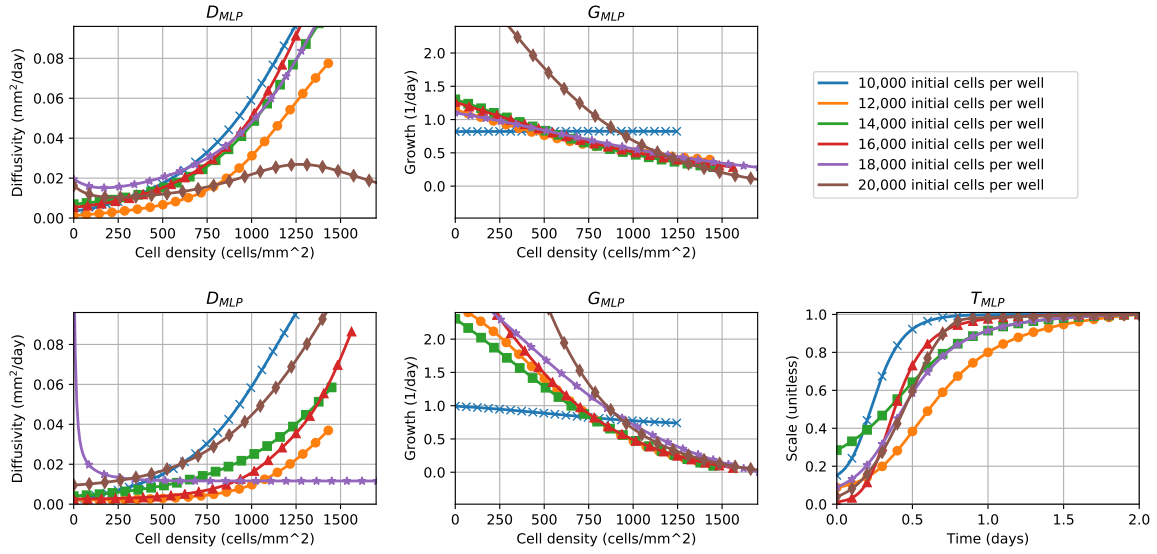 D_MLP
G_MLP
0.08
0.06
0.04
0.02
0.00
Diffusivity (mm²/day)
0 250 500 750 1000 1250 1500
Cell density (cells/mm^2)
2.0
1.5
1.0
0.5
0.0
Growth (1/day)
0 250 500 750 1000 1250 1500
Cell density (cells/mm^2)
10,000 initial cells per well
12,000 initial cells per well
14,000 initial cells per well
16,000 initial cells per well
18,000 initial cells per well
20,000 initial cells per well
D_MLP
G_MLP
T_MLP
0.08
0.06
0.04
0.02
0.00
Diffusivity (mm²/day)
0 250 500 750 1000 1250 1500
Cell density (cells/mm^2)
2.0
1.5
1.0
0.5
0.0
Growth (1/day)
0 250 500 750 1000 1250 1500
Cell density (cells/mm^2)
1.0
0.8
0.6
0.4
0.2
0.0
Scale (unitless)
0.0 0.5 1.0 1.5 2.0
Time (days)